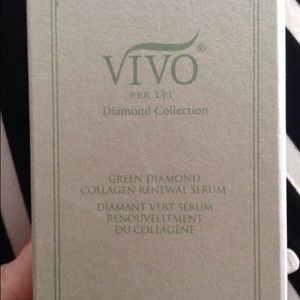 VIVO®
PER LEI
Diamond Collection
GREEN DIAMOND
COLLAGEN RENEWAL SERUM
DIAMANT VERT SÉRUM
RENOUVELLEMENT
DU COLLAGÈNE